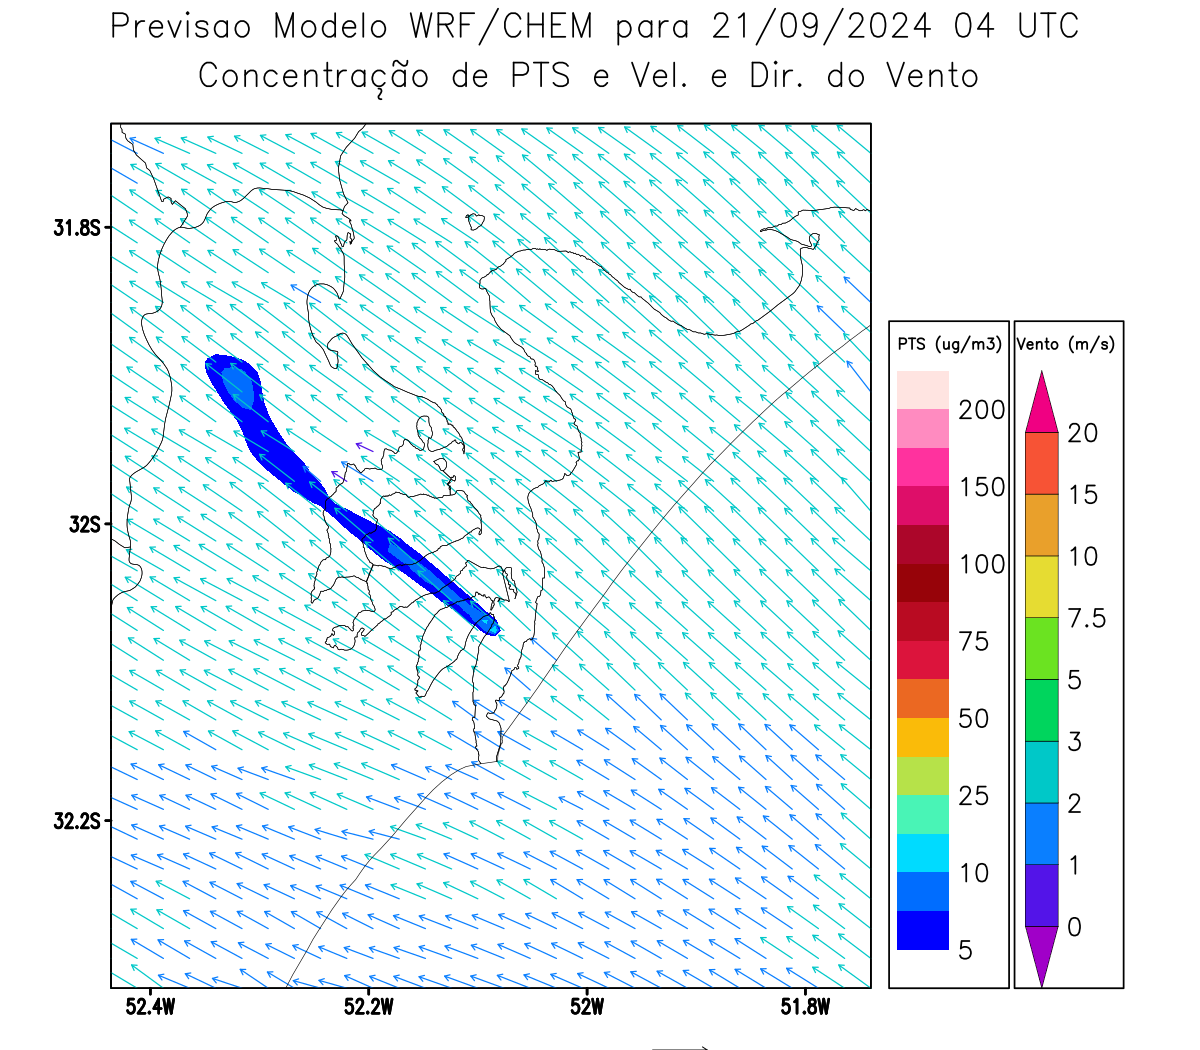 Previsao Modelo WRF/CHEM para 21/09/2024 04 UTC
Concentração de PTS e Vel. e Dir. do Vento
31.8S
32S
32.2S
52.4W 52.2W 52W 51.8W
PTS (ug/m3)
200
150
100
75
50
25
10
5
Vento (m/s)
20
15
10
7.5
5
3
2
1
0